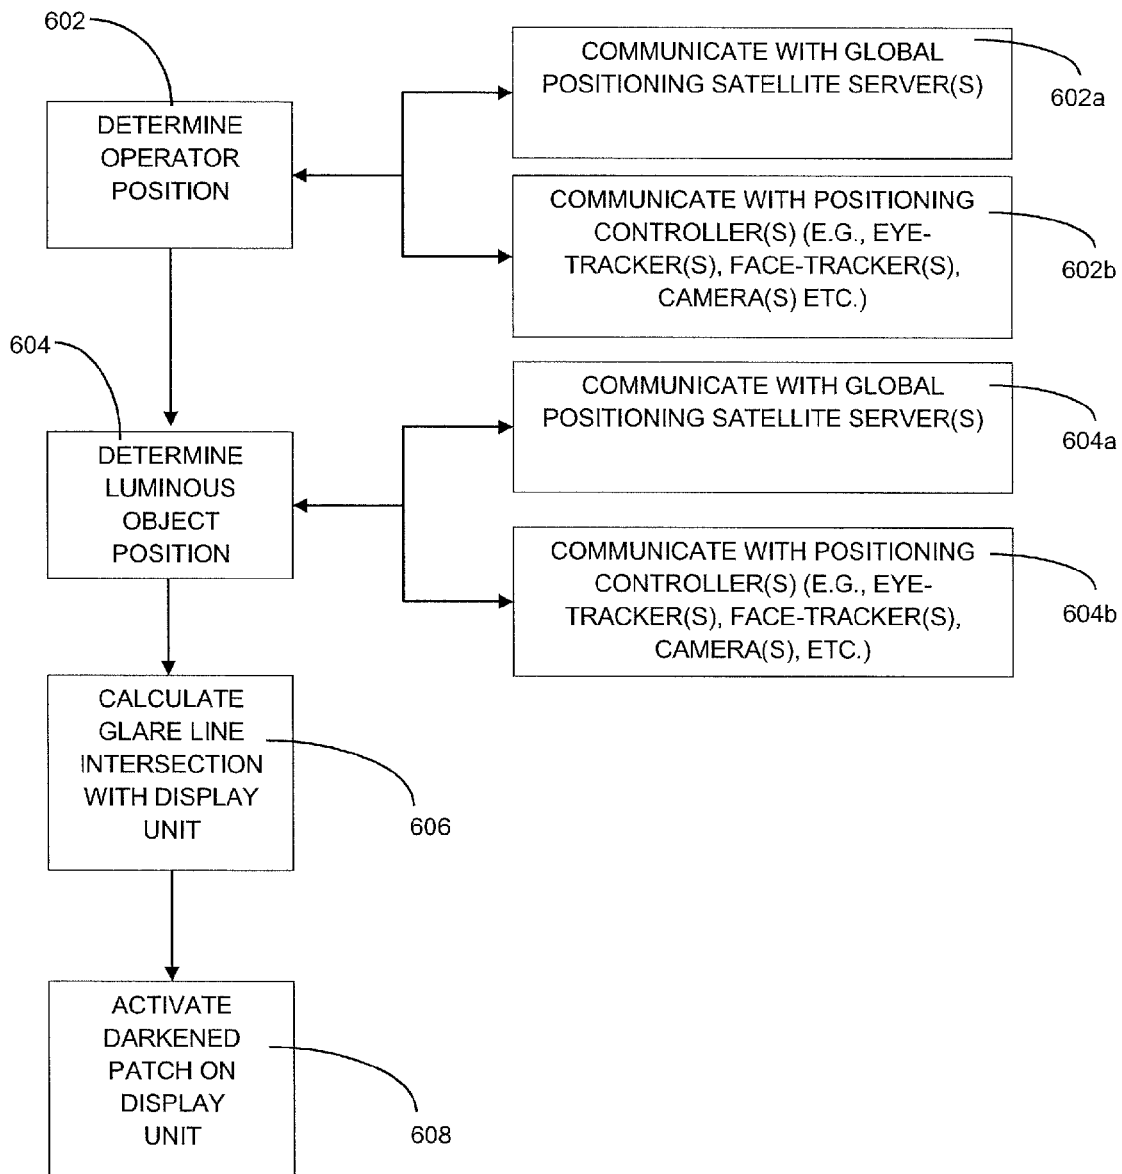 602
DETERMINE
OPERATOR
POSITION
COMMUNICATE WITH GLOBAL
POSITIONING SATELLITE SERVER(S)
602a
COMMUNICATE WITH POSITIONING
CONTROLLER(S) (E.G., EYE-
TRACKER(S), FACE-TRACKER(S),
CAMERA(S) ETC.)
602b
604
DETERMINE
LUMINOUS
OBJECT
POSITION
COMMUNICATE WITH GLOBAL
POSITIONING SATELLITE SERVER(S)
604a
COMMUNICATE WITH POSITIONING
CONTROLLER(S) (E.G., EYE-
TRACKER(S), FACE-TRACKER(S),
CAMERA(S), ETC.)
604b
CALCULATE
GLARE LINE
INTERSECTION
WITH DISPLAY
UNIT
606
ACTIVATE
DARKENED
PATCH ON
DISPLAY
UNIT
608